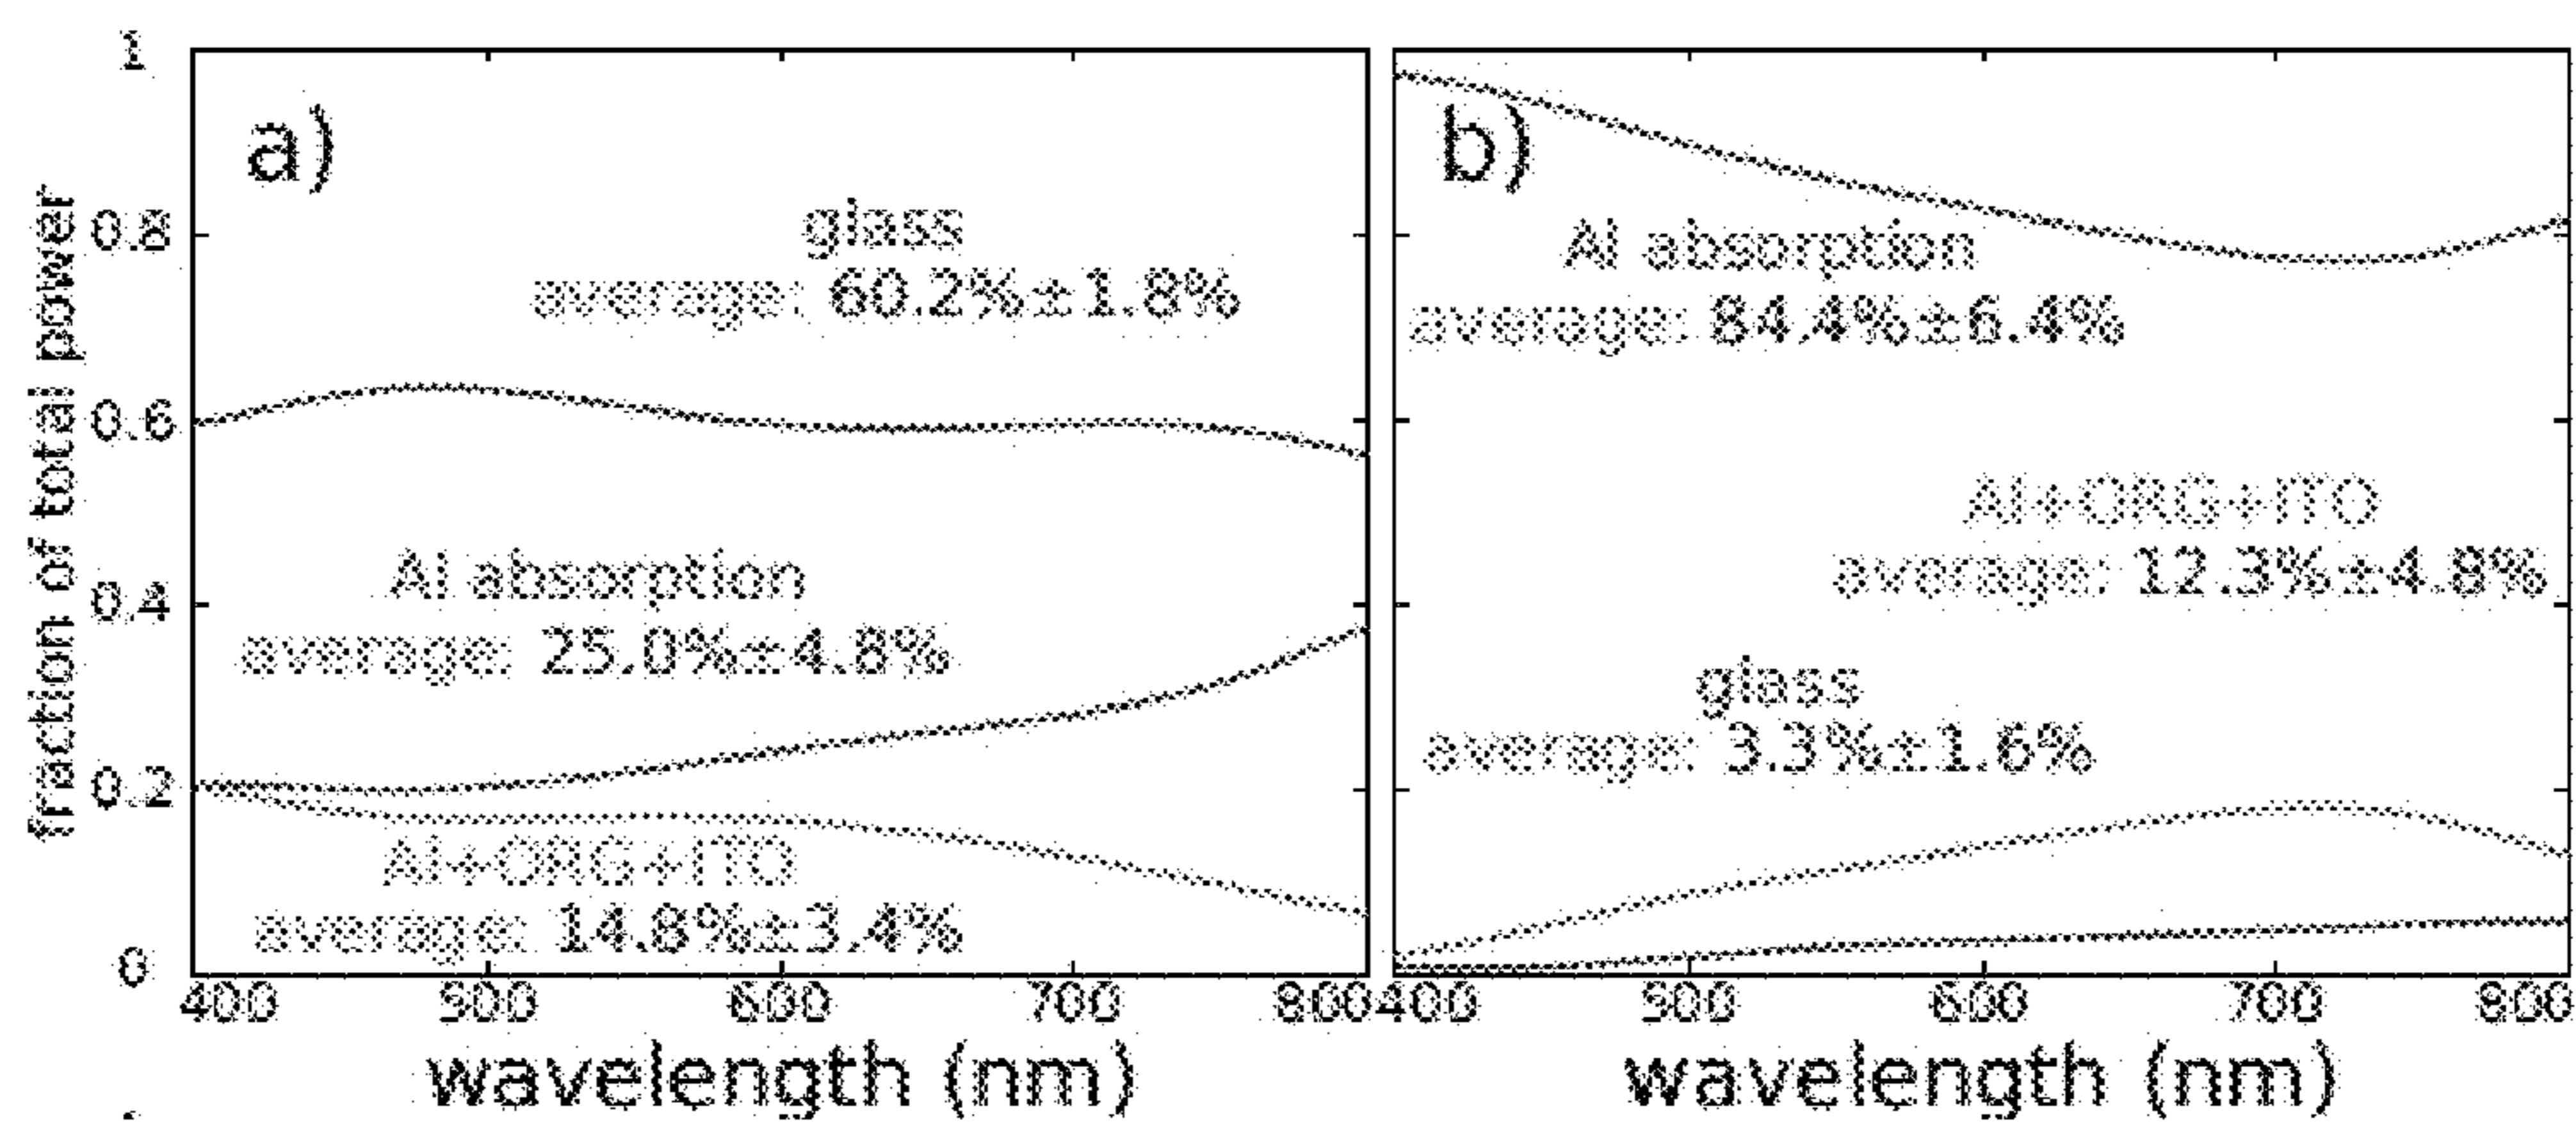 fraction of total power
1
0.8
0.6
0.4
0.2
0
a)
glass
average: 60.2%±1.8%
Al absorption
average: 25.0%±4.8%
Al+ORG+ITO
average: 14.8%±3.4%
400 500 600 700 800
wavelength (nm)
b)
Al absorption
average: 84.4%±6.4%
Al+ORG+ITO
average: 12.3%±4.8%
glass
average: 3.3%±1.6%
400 500 600 700 800
wavelength (nm)